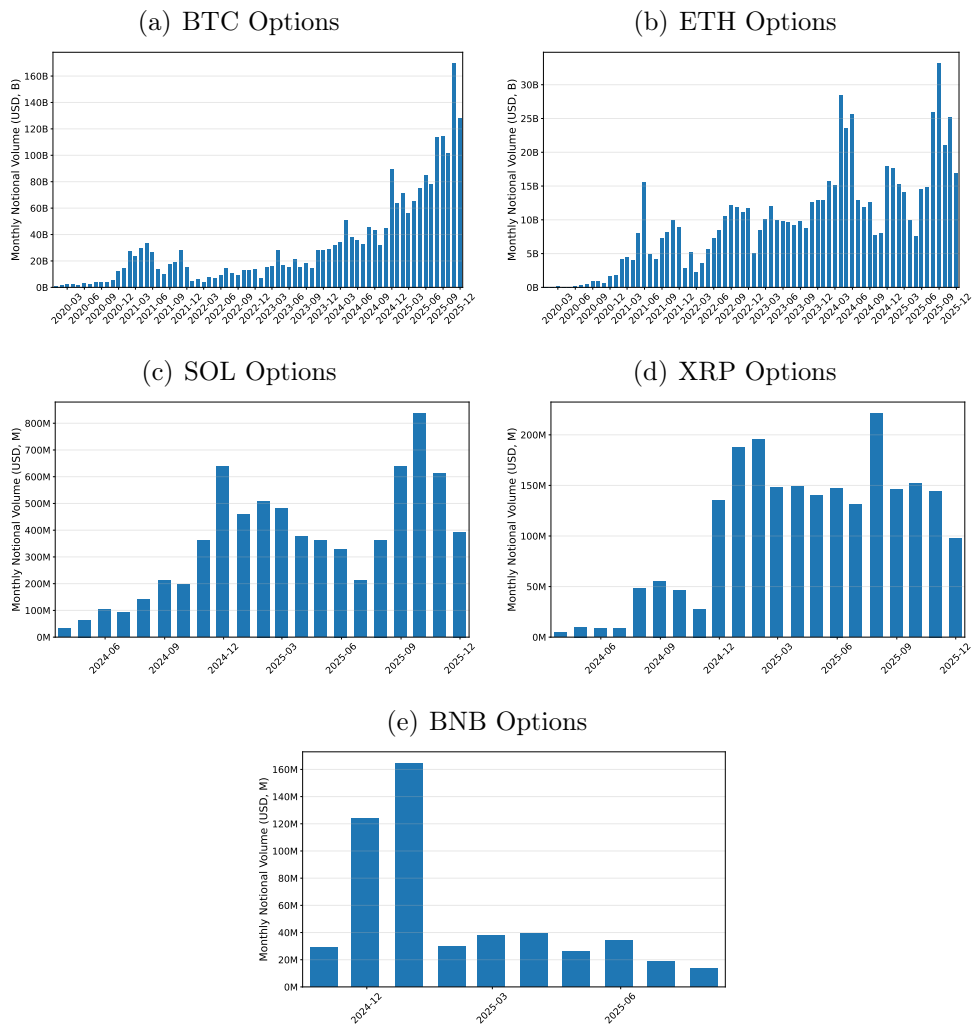 (a) BTC Options
Monthly Notional Volume (USD, B)
160B
140B
120B
100B
80B
60B
40B
20B
0B
2020-03
2020-06
2020-09
2020-12
2021-03
2021-06
2021-09
2021-12
2022-03
2022-06
2022-09
2022-12
2023-03
2023-06
2023-09
2023-12
2024-03
2024-06
2024-09
2024-12
2025-03
2025-06
2025-09
2025-12
(b) ETH Options
Monthly Notional Volume (USD, B)
30B
25B
20B
15B
10B
5B
0B
2020-03
2020-06
2020-09
2020-12
2021-03
2021-06
2021-09
2021-12
2022-03
2022-06
2022-09
2022-12
2023-03
2023-06
2023-09
2023-12
2024-03
2024-06
2024-09
2024-12
2025-03
2025-06
2025-09
2025-12
(c) SOL Options
Monthly Notional Volume (USD, M)
800M
700M
600M
500M
400M
300M
200M
100M
0M
2024-06
2024-09
2024-12
2025-03
2025-06
2025-09
2025-12
(d) XRP Options
Monthly Notional Volume (USD, M)
200M
150M
100M
50M
0M
2024-06
2024-09
2024-12
2025-03
2025-06
2025-09
2025-12
(e) BNB Options
Monthly Notional Volume (USD, M)
160M
140M
120M
100M
80M
60M
40M
20M
0M
2024-12
2025-03
2025-06